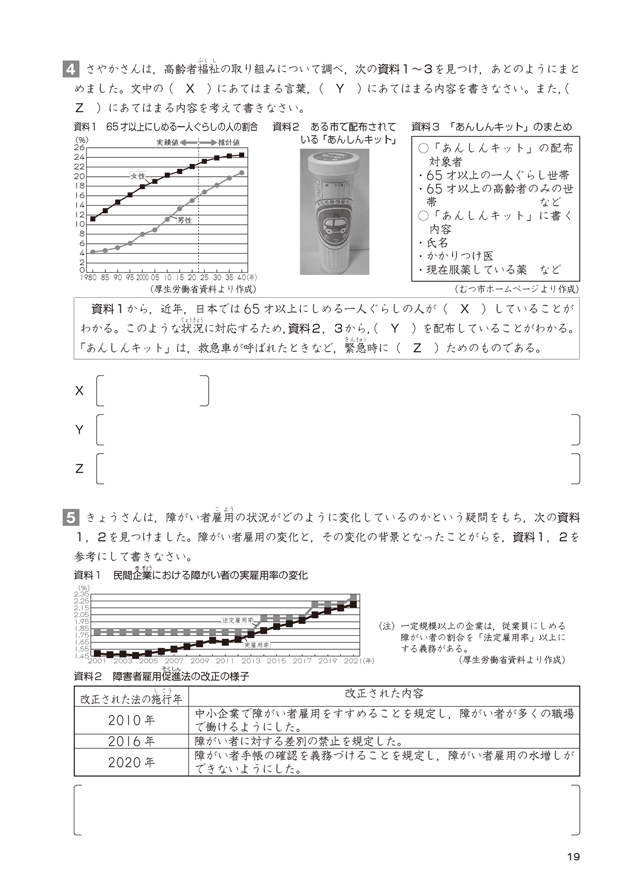 4 さやかさんは，高齢者福祉の取り組みについて調べ，次の資料１～３を見つけ，あとのようにまと
ふくし
めました。文中の（　X　）にあてはまる言葉，（　Y　）にあてはまる内容を書きなさい。また，（
Z　）にあてはまる内容を考えて書きなさい。
資料１　65才以上にしめる一人ぐらしの人の割合
(%)
実績値 推計値
26
24
22
20
18
16
14
12
10
8
6
4
2
0
女性
男性
1980 85 90 95 2000 05 10 15 20 25 30 35 40(年)
（厚生労働省資料より作成）
資料２　ある市で配布されて
いる「あんしんキット」
資料３　「あんしんキット」のまとめ
○「あんしんキット」の配布
対象者
・65才以上の一人ぐらし世帯
・65才以上の高齢者のみの世
帯　など
○「あんしんキット」に書く
内容
・氏名
・かかりつけ医
・現在服薬している薬　など
（むつ市ホームページより作成）
資料１から，近年，日本では65才以上にしめる一人ぐらしの人が（　X　）していることが
わかる。このような状況に対応するため，資料２，３から，（　Y　）を配布していることがわかる。
じょうきょう
「あんしんキット」は，救急車が呼ばれたときなど，緊急時に（　Z　）ためのものである。
きんきゅう
X
Y
Z
5 きょうさんは，障がい者雇用の状況がどのように変化しているのかという疑問をもち，次の資料
こよう
１，２を見つけました。障がい者雇用の変化と，その変化の背景となったことがらを，資料１，２を
参考にして書きなさい。
資料１　民間企業における障がい者の実雇用率の変化
きぎょう
(%)
2.35
2.25
2.15
2.05
1.95
1.85
1.75
1.65
1.55
1.45
法定雇用率
実雇用率
2001 2003 2005 2007 2009 2011 2013 2015 2017 2019 2021(年)
（注）一定規模以上の企業は，従業員にしめる
障がい者の割合を「法定雇用率」以上に
する義務がある。
（厚生労働省資料より作成）
資料２　障害者雇用促進法の改正の様子
そくしん
改正された法の施行年 改正された内容
しこう
2010年 中小企業で障がい者雇用をすすめることを規定し，障がい者が多くの職場
で働けるようにした。
2016年 障がい者に対する差別の禁止を規定した。
2020年 障がい者手帳の確認を義務づけることを規定し，障がい者雇用の水増しが
できないようにした。
19